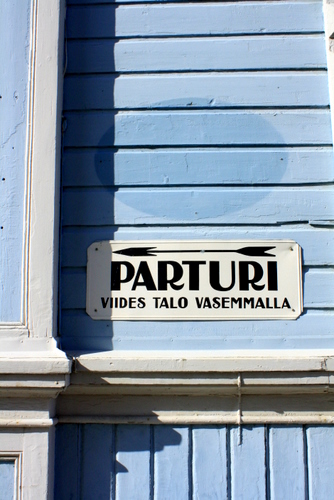 PARTURI
VIIDES TALO VASEMMALLA